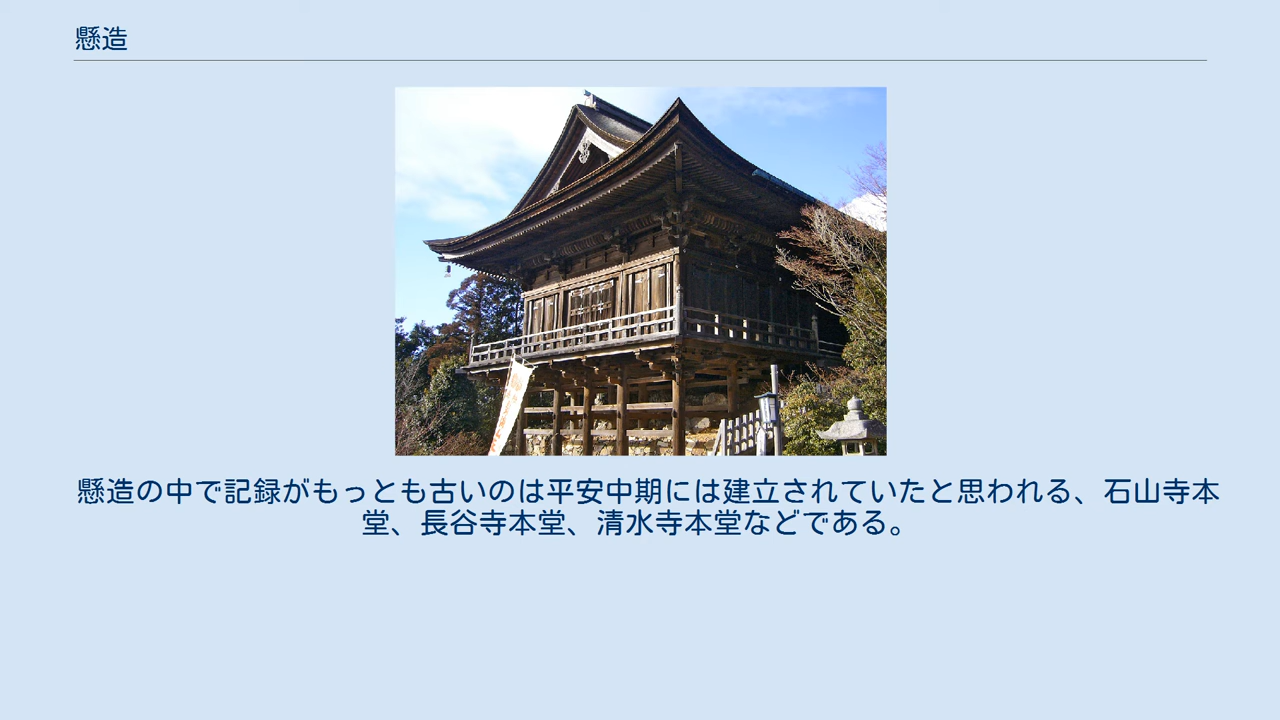 懸造
懸造の中で記録がもっとも古いのは平安中期には建立されていたと思われる、石山寺本
堂、長谷寺本堂、清水寺本堂などである。